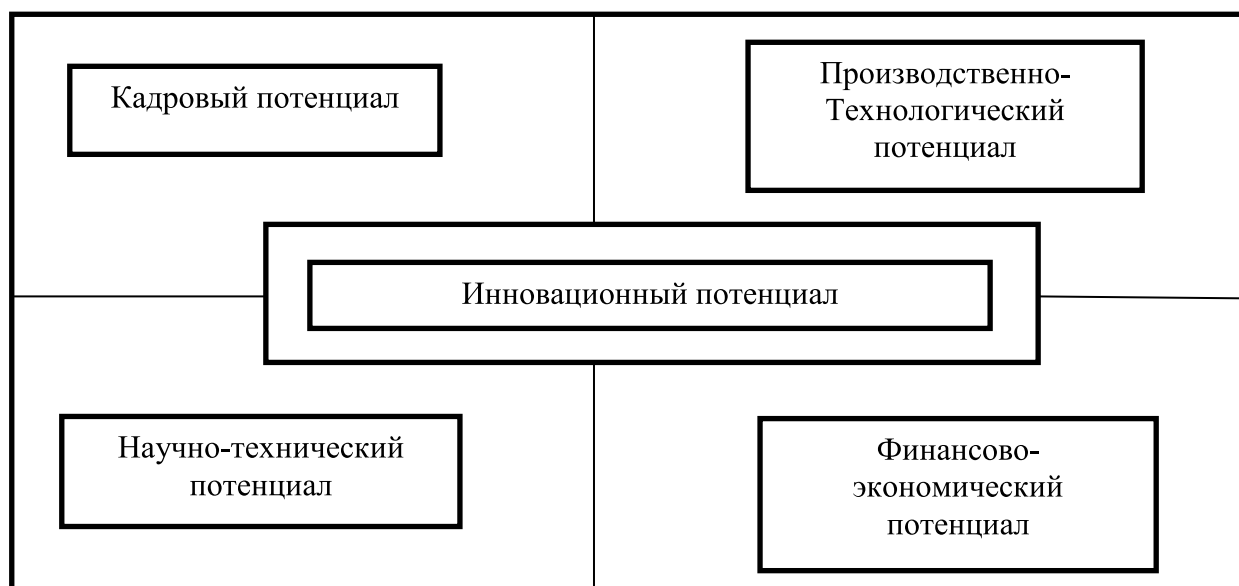 Кадровый потенциал
Производственно-
Технологический
потенциал
Инновационный потенциал
Научно-технический
потенциал
Финансово-
экономический
потенциал